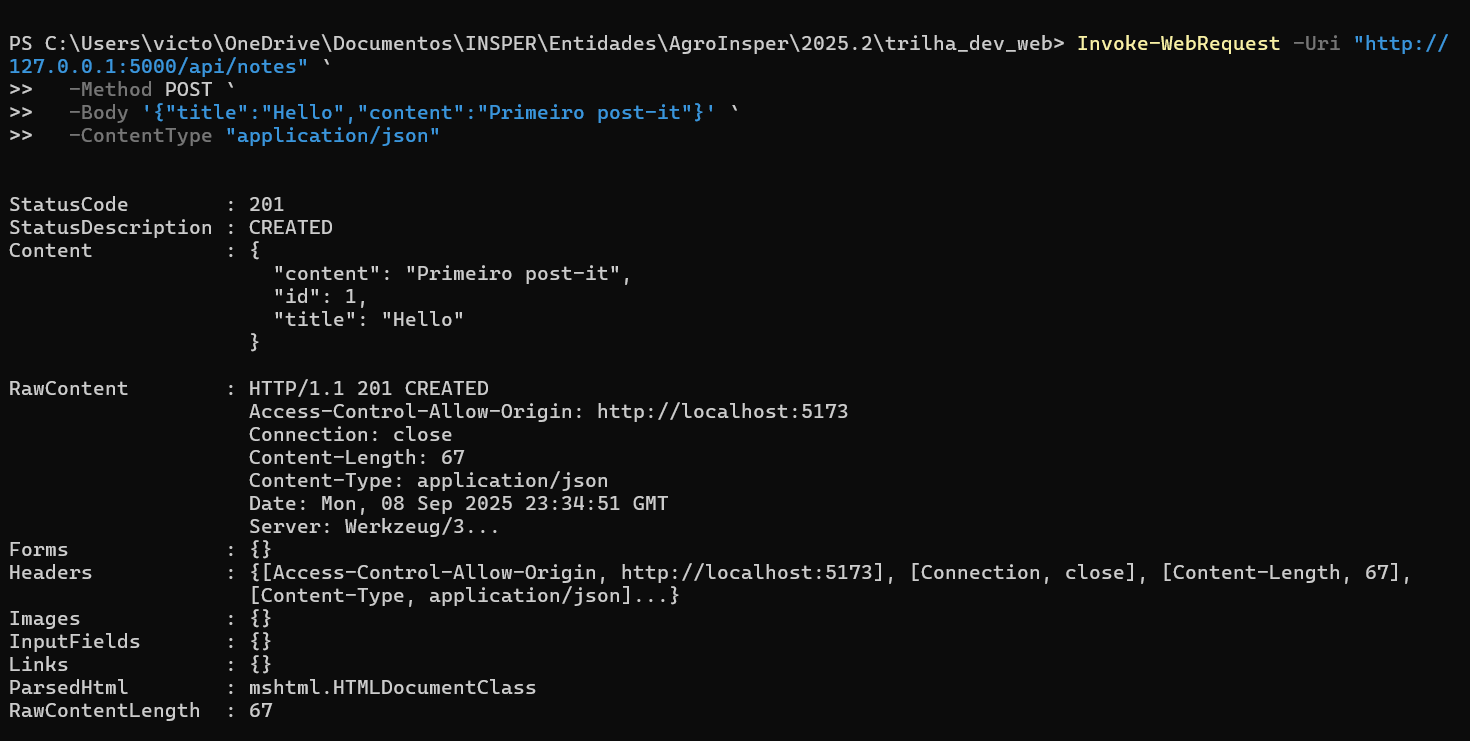 PS C:\Users\victo\OneDrive\Documentos\INSPER\Entidades\AgroInsper\2025.2\trilha_dev_web> Invoke-WebRequest -Uri "http://
127.0.0.1:5000/api/notes" `
>>   -Method POST `
>>   -Body '{"title":"Hello","content":"Primeiro post-it"}' `
>>   -ContentType "application/json"
StatusCode        : 201
StatusDescription : CREATED
Content           : {
                      "content": "Primeiro post-it",
                      "id": 1,
                      "title": "Hello"
                    }
RawContent        : HTTP/1.1 201 CREATED
                    Access-Control-Allow-Origin: http://localhost:5173
                    Connection: close
                    Content-Length: 67
                    Content-Type: application/json
                    Date: Mon, 08 Sep 2025 23:34:51 GMT
                    Server: Werkzeug/3...
Forms             : {}
Headers           : {[Access-Control-Allow-Origin, http://localhost:5173], [Connection, close], [Content-Length, 67],
                    [Content-Type, application/json]...}
Images            : {}
InputFields       : {}
Links             : {}
ParsedHtml        : mshtml.HTMLDocumentClass
RawContentLength  : 67